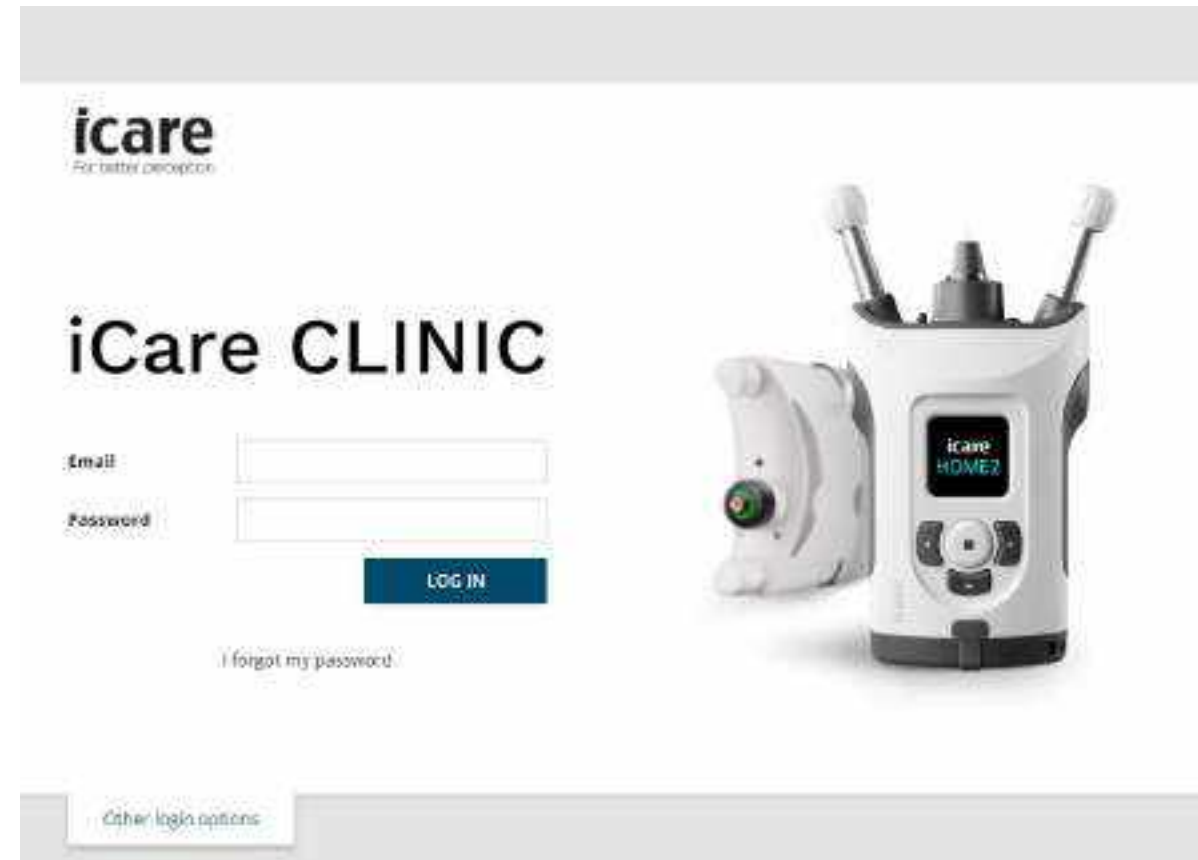 icare
For better perception
iCare CLINIC
Email
Password
LOG IN
I forgot my password
Other login options
icare
HOME2